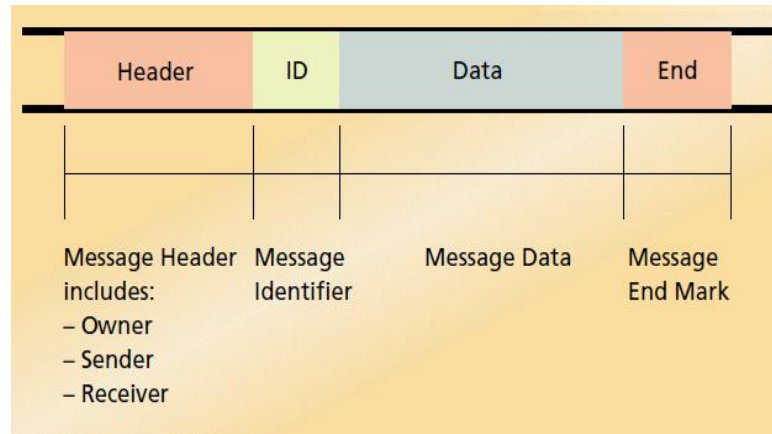 Header ID Data End
Message Header
includes:
– Owner
– Sender
– Receiver
Message
Identifier
Message Data
Message
End Mark